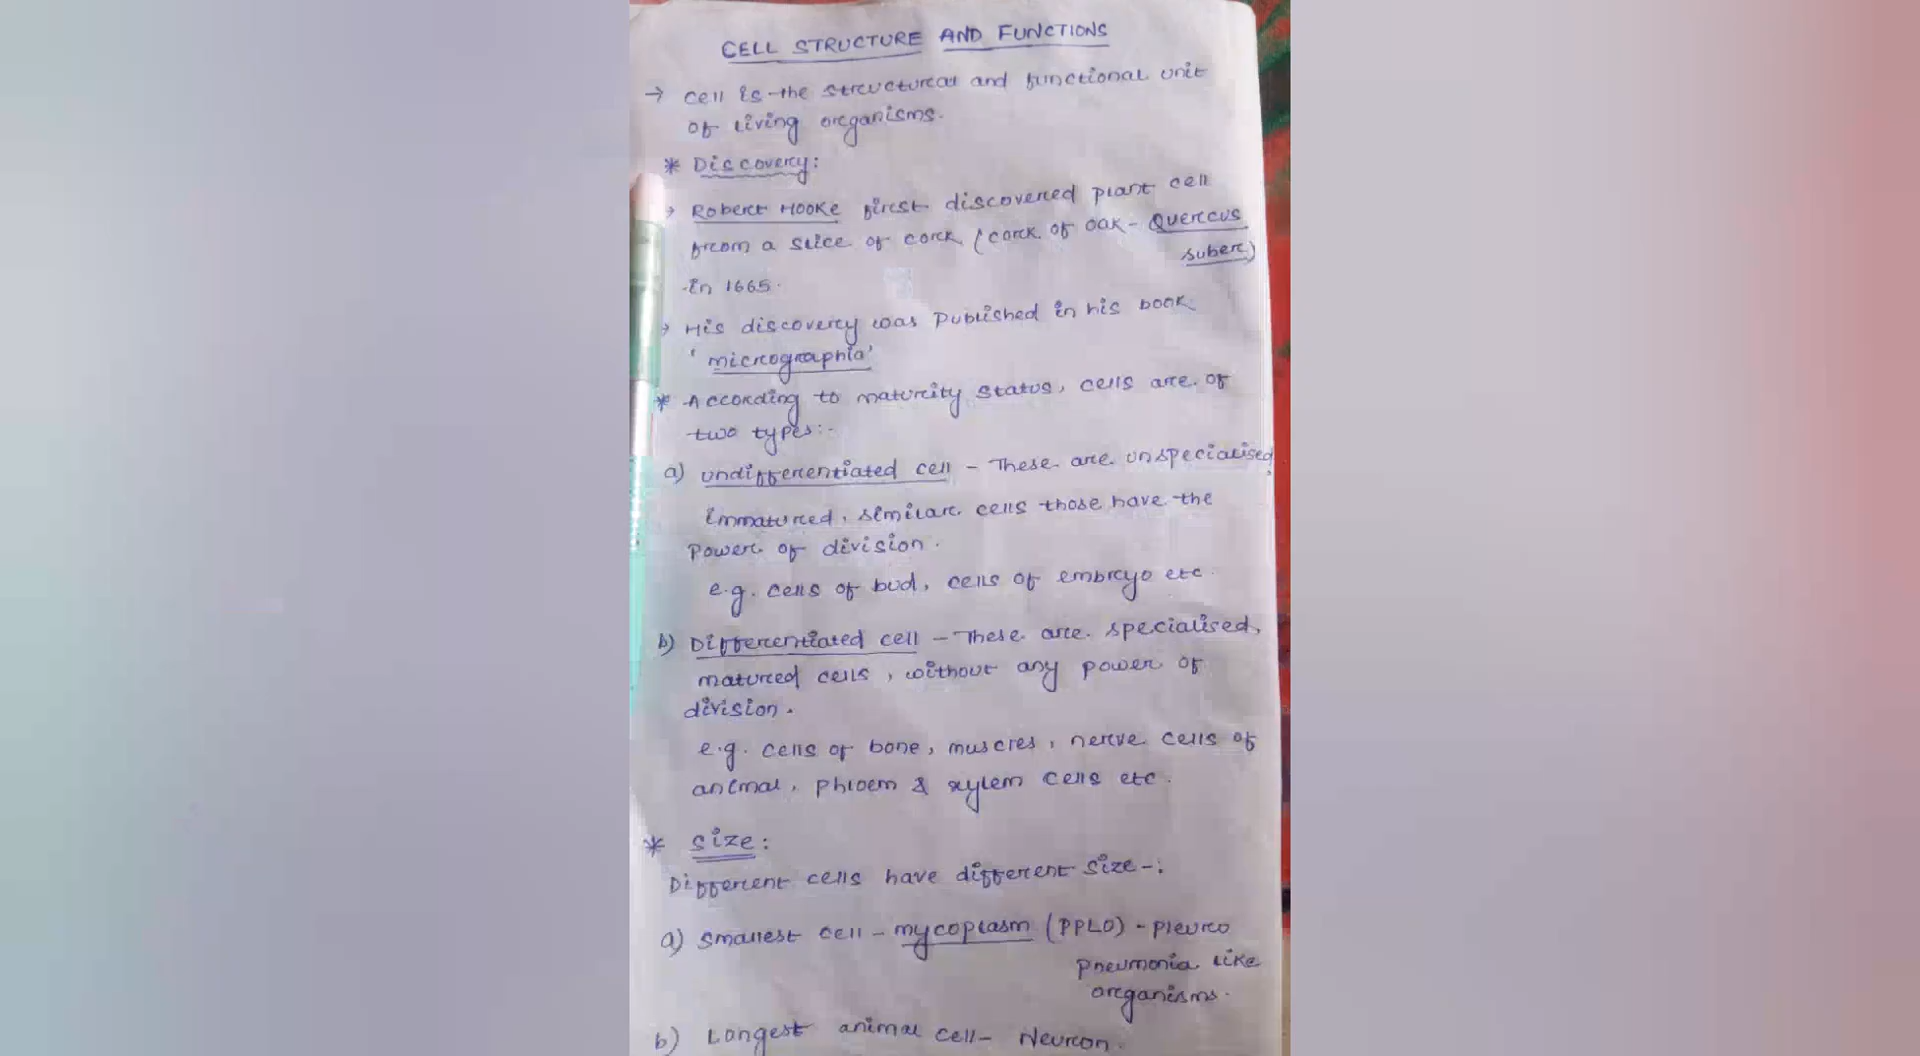 CELL STRUCTURE AND FUNCTIONS
→ Cell is the structural and functional unit
of living organisms.
* Discovery:
→ Robert Hooke first discovered plant cell
from a slice of cork (cork of oak - Quercus
suber)
in 1665.
→ His discovery was published in his book
'micrographia'
* According to maturity status, cells are of
two types:-
a) undifferentiated cell - These are unspecialised,
immatured, similar cells those have the
power of division.
e.g. cells of bud, cells of embryo etc.
b) Differentiated cell - These are specialised,
matured cells, without any power of
division.
e.g. cells of bone, muscles, nerve cells of
animal, phloem & xylem cells etc.
* Size:
Different cells have different size -:
a) smallest cell - mycoplasm (PPLO) - pleuro
pneumonia like
organisms.
b) Longest animal cell - Neuron.